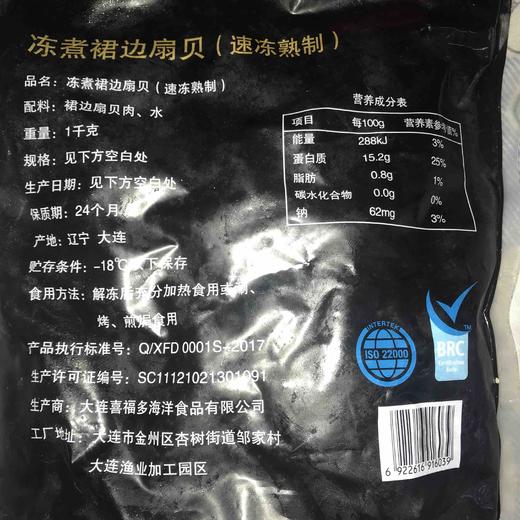 冻煮裙边扇贝(速冻熟制)
品名:冻煮裙边扇贝(速冻熟制)
配料:裙边扇贝肉、水
重量:1千克
规格:见下方空白处
生产日期:见下方空白处
保质期:24个月
产地:辽宁 大连
贮存条件:-18℃以下保存
食用方法:解冻后充分加热食用或
烤、煎焗食用
产品执行标准号:Q/XFD 0001S-2017
生产许可证编号:SC11121021301091
生产商:大连喜福多海洋食品有限公司
工厂地址:大连市金州区杏树街道邹家村
大连渔业加工园区
营养成分表
项目 每100g 营养素参考值%
能量 288kJ 3%
蛋白质 15.2g 25%
脂肪 0.8g 1%
碳水化合物 0.0g 0%
钠 62mg 3%
INTERTEK
ISO 22000
BRC
TM
6 922616 916039